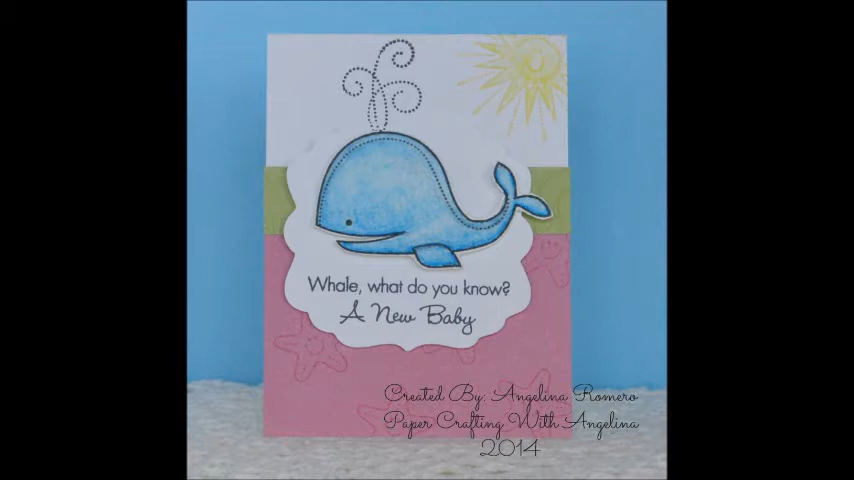 Whale, what do you know?
A New Baby
Created By: Angelina Romero
Paper Crafting With Angelina
2014